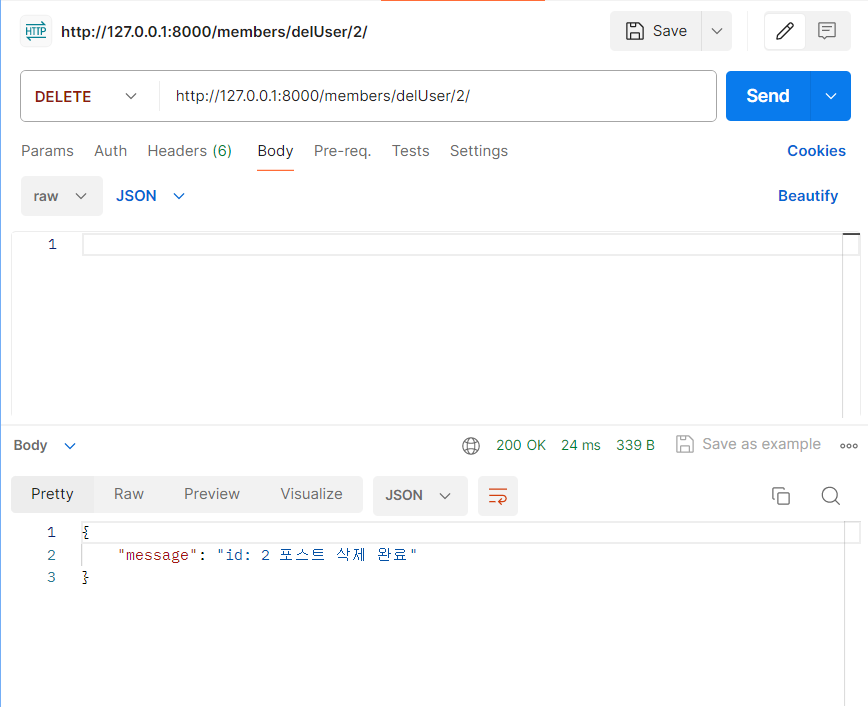 HTTP http://127.0.0.1:8000/members/delUser/2/ Save
DELETE http://127.0.0.1:8000/members/delUser/2/ Send
Params Auth Headers (6) Body Pre-req. Tests Settings Cookies
raw JSON Beautify
1
Body 200 OK 24 ms 339 B Save as example
Pretty Raw Preview Visualize JSON
1 {
2 "message": "id: 2 포스트 삭제 완료"
3 }